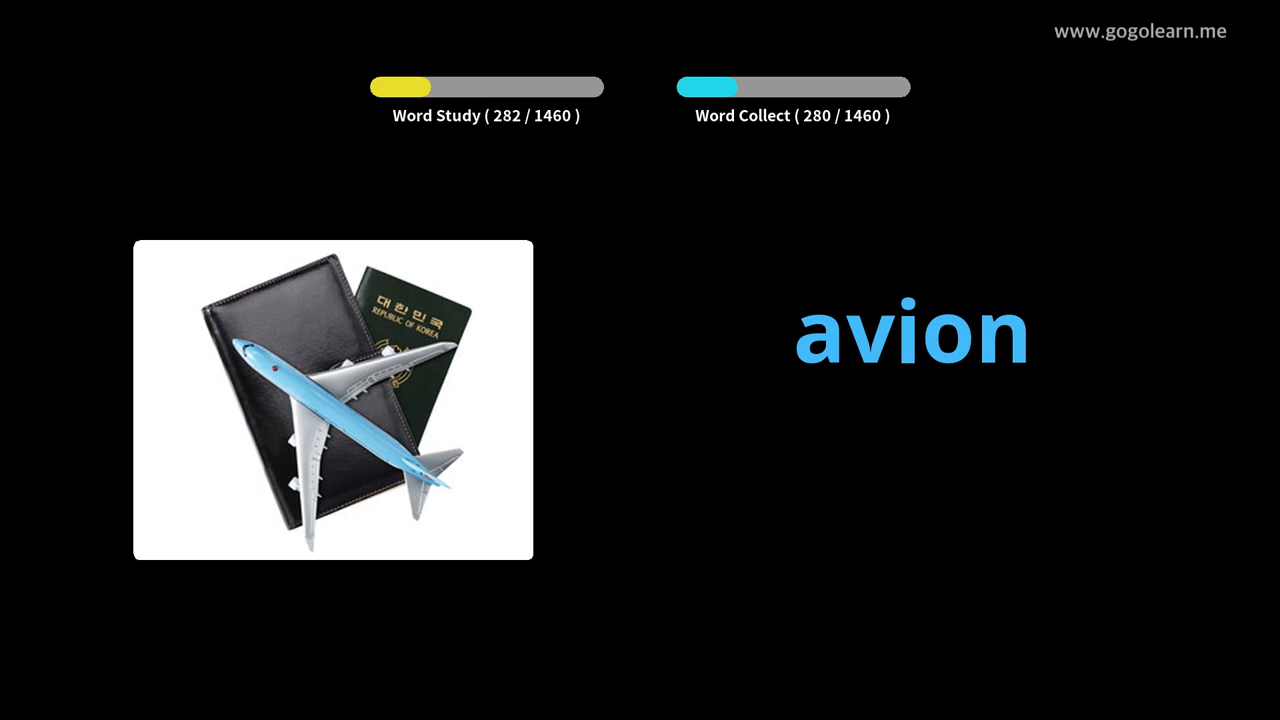 www.gogolearn.me
Word Study ( 282 / 1460 )
Word Collect ( 280 / 1460 )
대한민국
REPUBLIC OF KOREA
avion